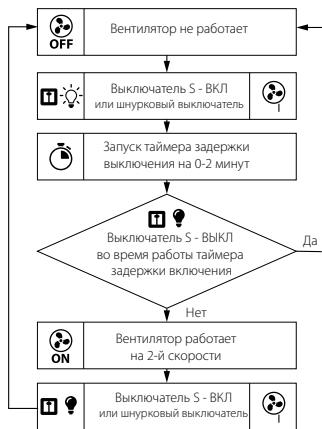 OFF
Вентилятор не работает
Выключатель S - ВКЛ
или шнурковый выключатель
Запуск таймера задержки
выключения на 0-2 минут
Выключатель S - ВЫКЛ
во время работы таймера
задержки включения
Да
Нет
ON
Вентилятор работает
на 2-й скорости
Выключатель S - ВКЛ
или шнурковый выключатель